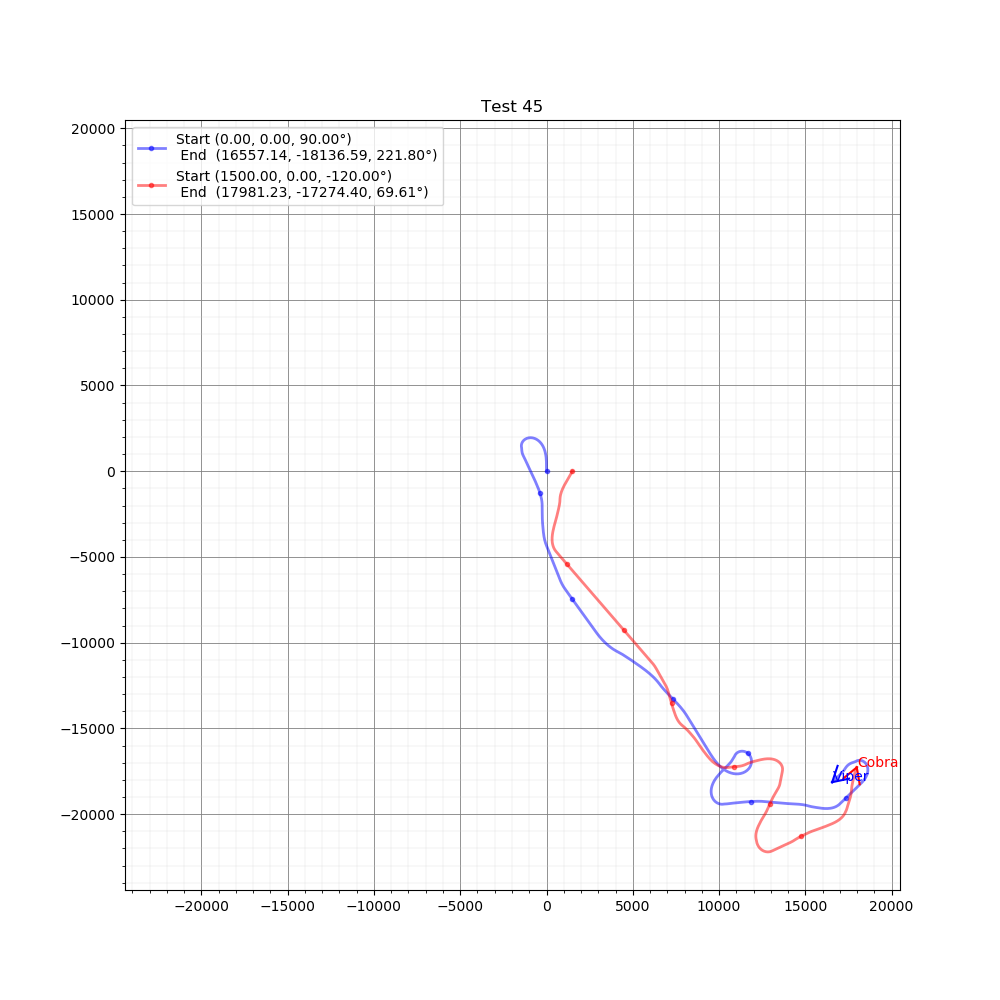 Test 45
Start (0.00, 0.00, 90.00°)
End (16557.14, -18136.59, 221.80°)
Start (1500.00, 0.00, -120.00°)
End (17981.23, -17274.40, 69.61°)
20000
15000
10000
5000
0
−5000
−10000
−15000
−20000
Cobra
Viper
−20000 −15000 −10000 −5000 0 5000 10000 15000 20000